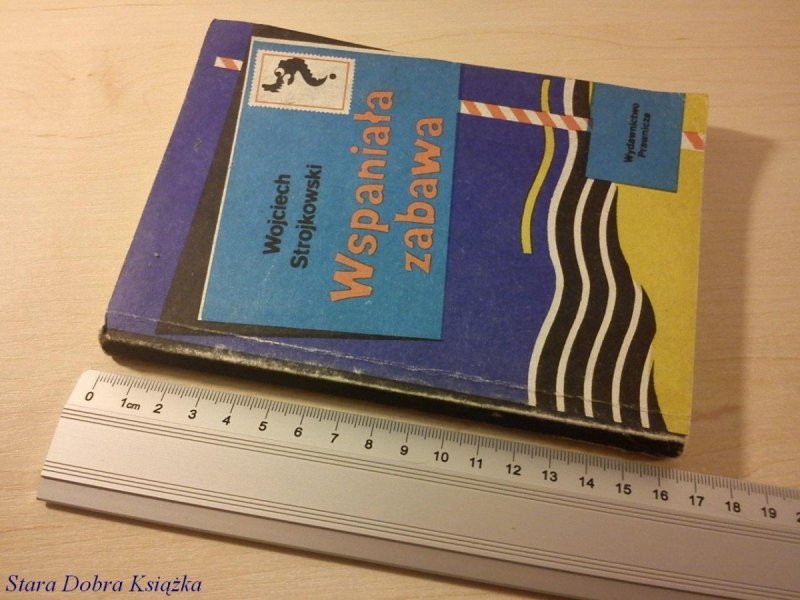 Wojciech
Strojkowski
Wspaniała
zabawa
Wydawnictwo
Prawnicze
0 1cm 2 3 4 5 6 7 8 9 10 11 12 13 14 15 16 17 18 19
Stara Dobra Książka